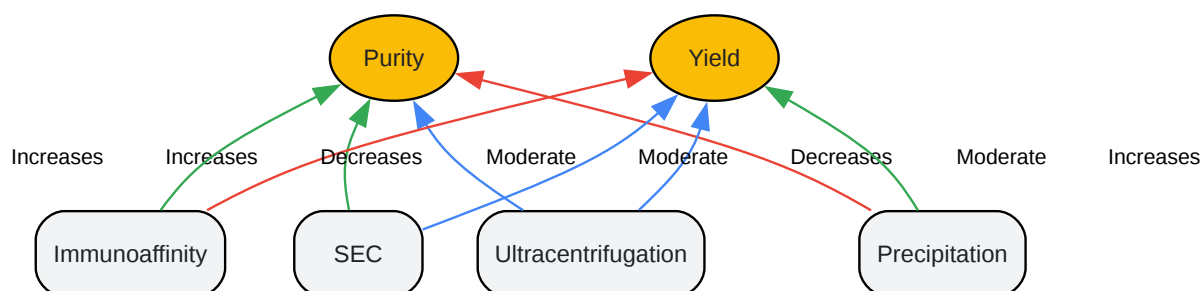 Purity
Yield
Increases
Increases
Decreases
Moderate
Moderate
Decreases
Moderate
Increases
Immunoaffinity
SEC
Ultracentrifugation
Precipitation